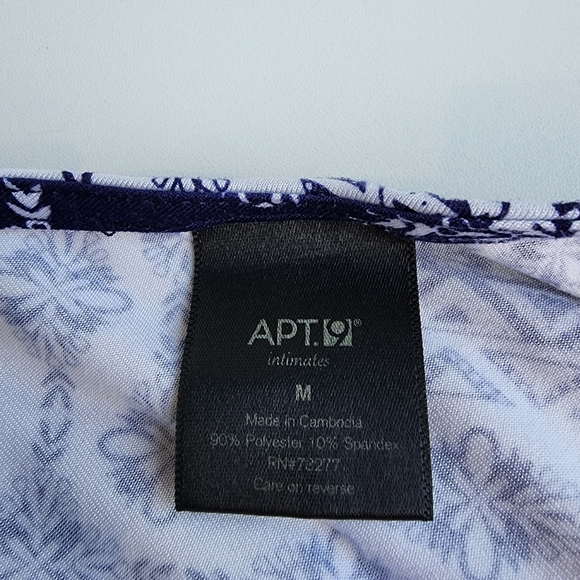 APT.9®
intimates
M
Made in Cambodia
90% Polyester 10% Spandex
RN#73277
Care on reverse